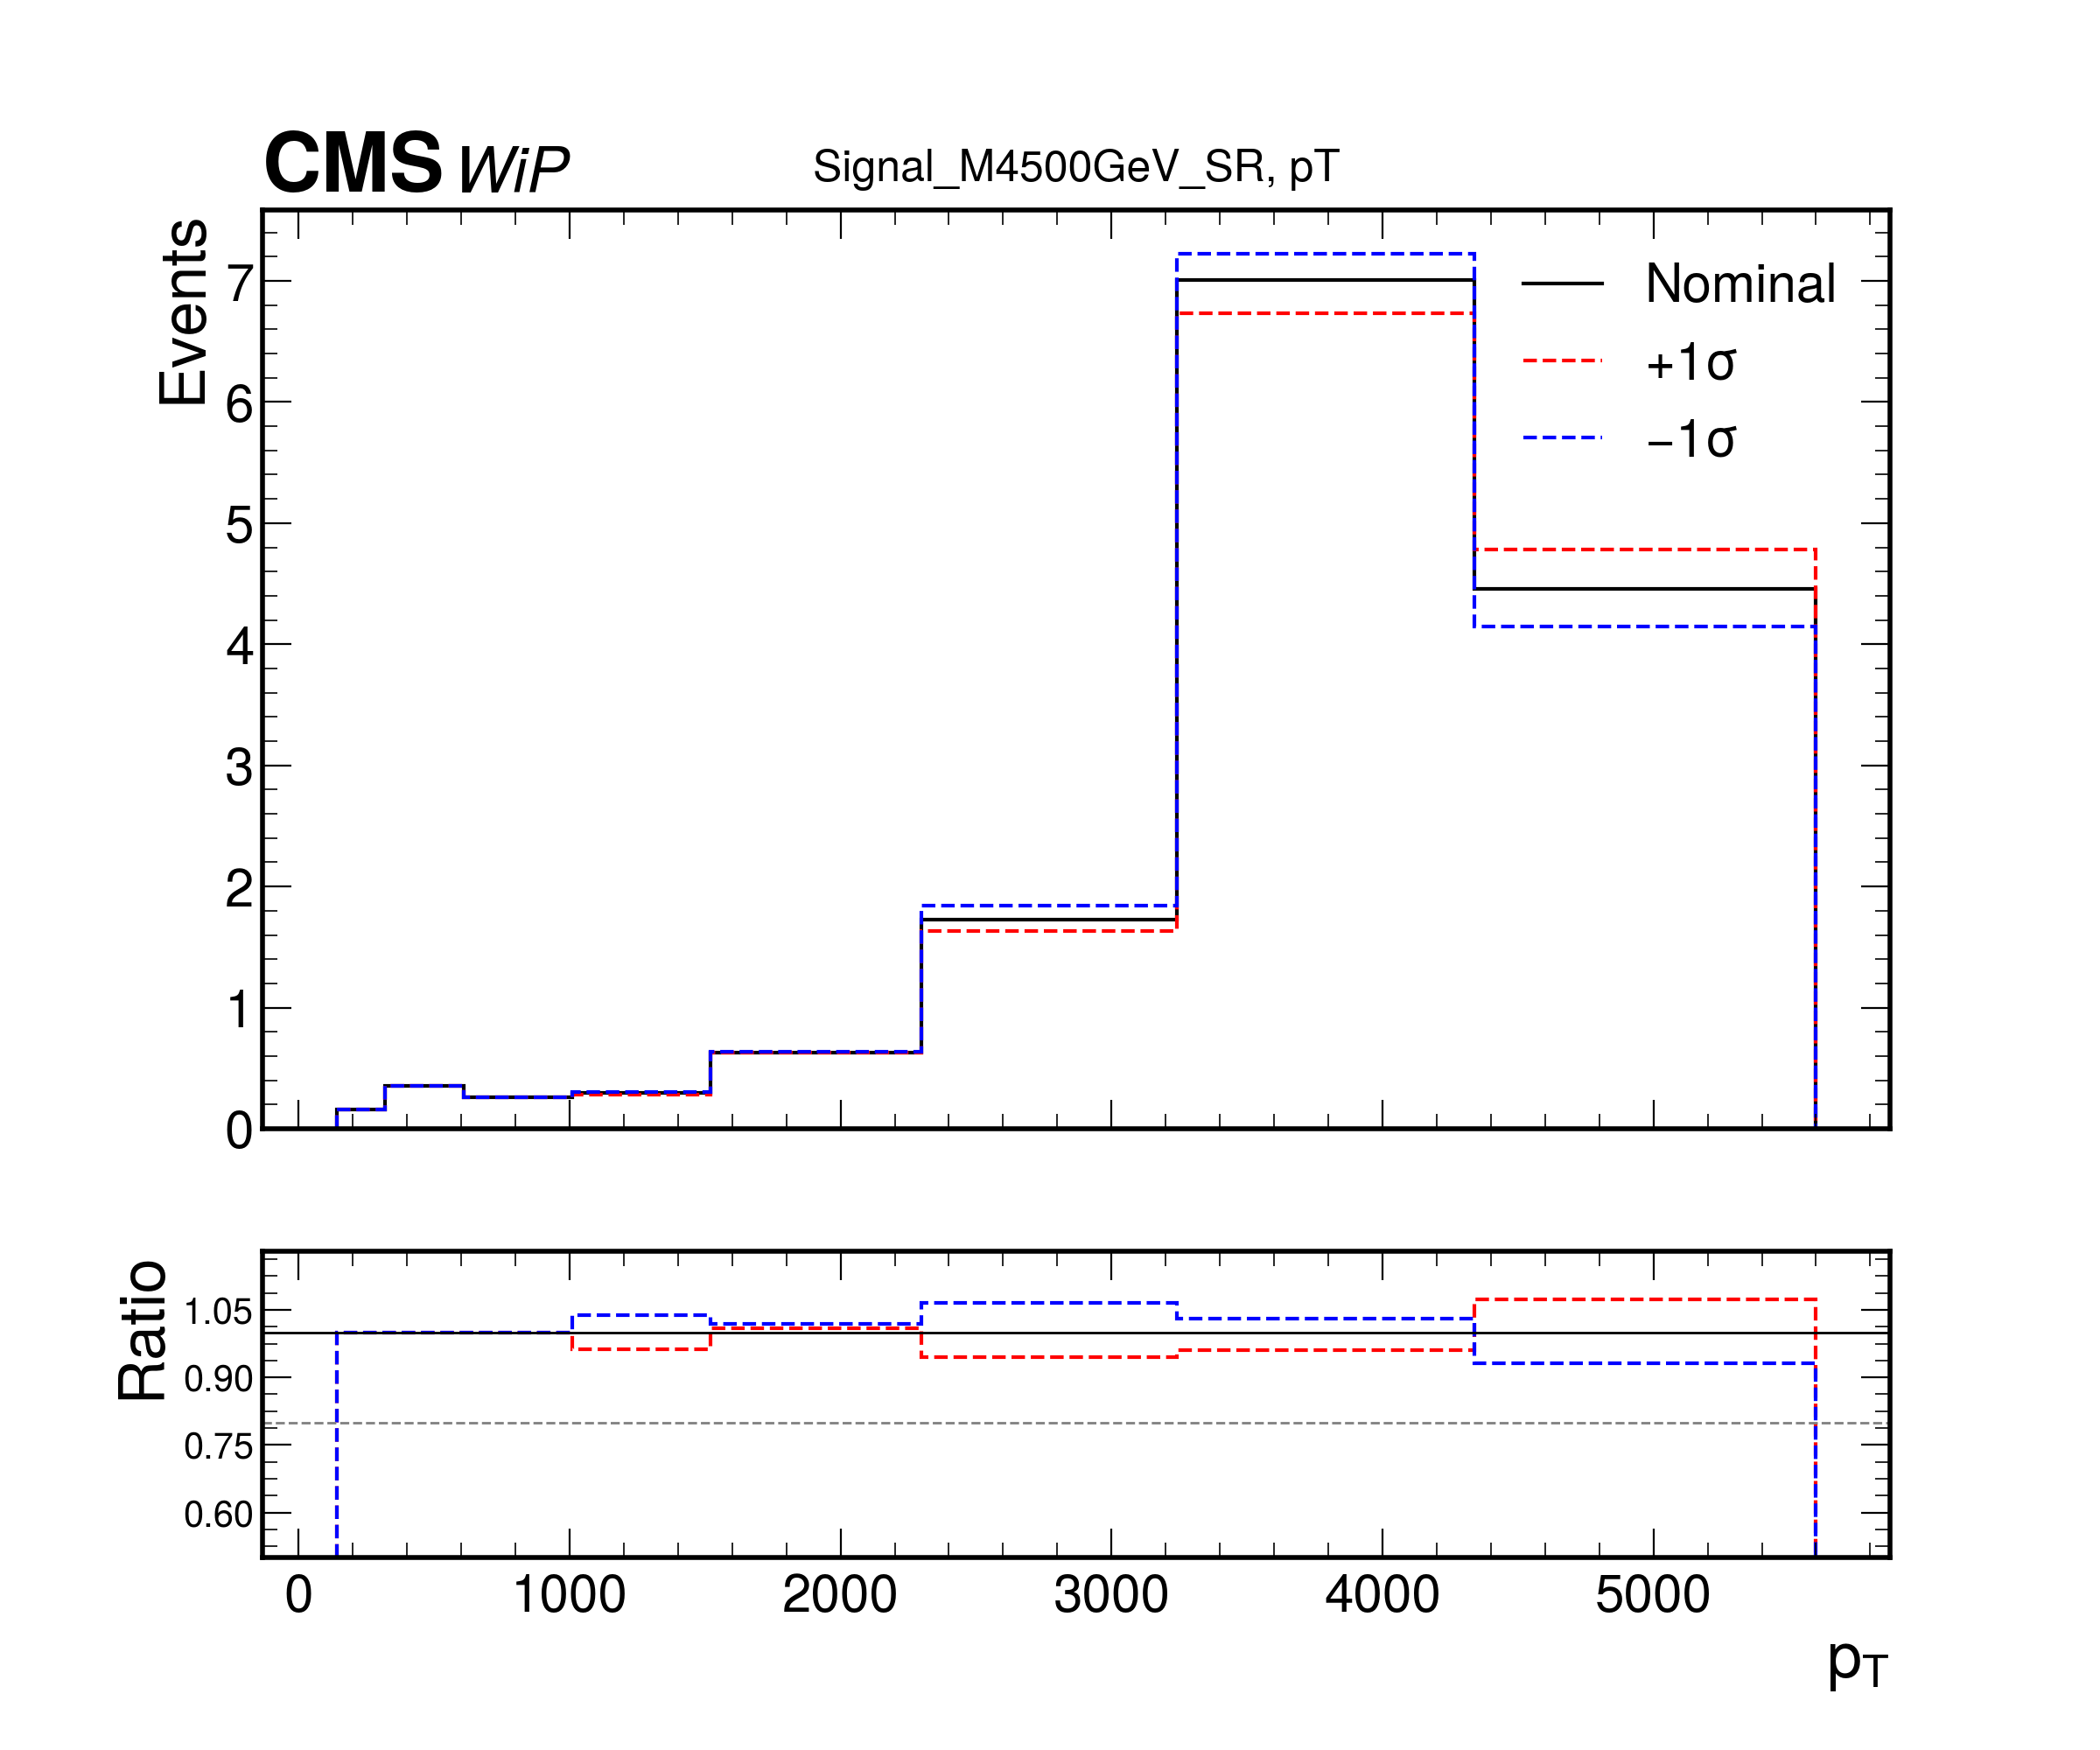 CMS WiP
Signal_M4500GeV_SR, pT
Events
7
6
5
4
3
2
1
0
Nominal
+1σ
−1σ
Ratio
1.05
0.90
0.75
0.60
0 1000 2000 3000 4000 5000
pT